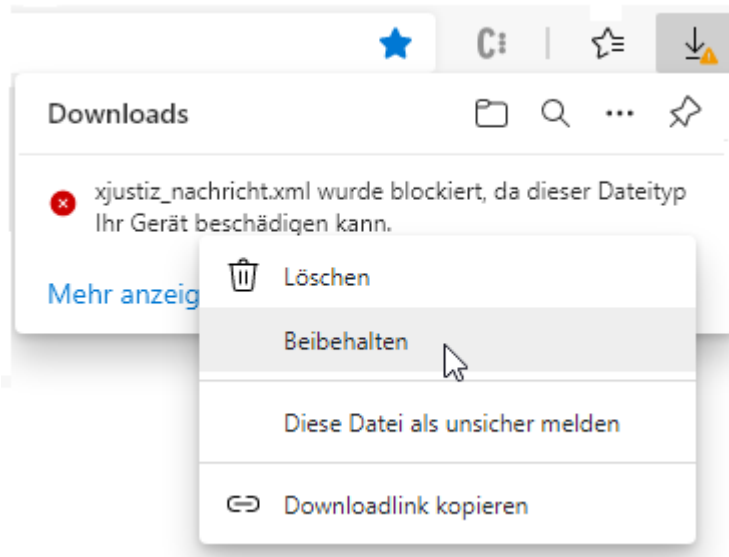 Downloads
xjustiz_nachricht.xml wurde blockiert, da dieser Dateityp
Ihr Gerät beschädigen kann.
Mehr anzeig
Löschen
Beibehalten
Diese Datei als unsicher melden
Downloadlink kopieren